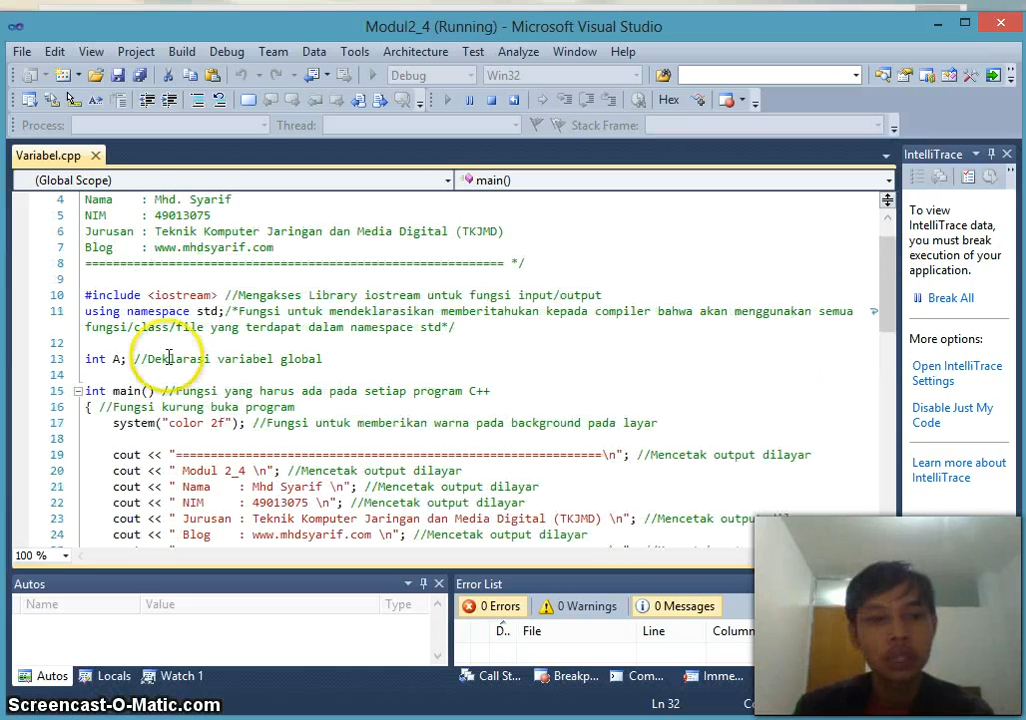 Modul2_4 (Running) - Microsoft Visual Studio
File Edit View Project Build Debug Team Data Tools Architecture Test Analyze Window Help
Debug Win32
Hex
Process: Thread: Stack Frame:
Variabel.cpp
IntelliTrace
(Global Scope) main()
4 Nama : Mhd. Syarif
5 NIM : 49013075
6 Jurusan : Teknik Komputer Jaringan dan Media Digital (TKJMD)
7 Blog : www.mhdsyarif.com
8 ============================================================ */
9
10 #include <iostream> //Mengakses Library iostream untuk fungsi input/output
11 using namespace std;/*Fungsi untuk mendeklarasikan memberitahukan kepada compiler bahwa akan menggunakan semua
fungsi/class/file yang terdapat dalam namespace std*/
12
13 int A; //Deklarasi variabel global
14
15 int main() //Fungsi yang harus ada pada setiap program C++
16 { //Fungsi kurung buka program
17 system("color 2f"); //Fungsi untuk memberikan warna pada background pada layar
18
19 cout << "=============================================================\n"; //Mencetak output dilayar
20 cout << " Modul 2_4 \n"; //Mencetak output dilayar
21 cout << " Nama : Mhd Syarif \n"; //Mencetak output dilayar
22 cout << " NIM : 49013075 \n"; //Mencetak output dilayar
23 cout << " Jurusan : Teknik Komputer Jaringan dan Media Digital (TKJMD) \n"; //Mencetak output
24 cout << " Blog : www.mhdsyarif.com \n"; //Mencetak output dilayar
100 %
To view
IntelliTrace data,
you must break
execution of your
application.
Break All
More options:
Open IntelliTrace
Settings
Disable Just My
Code
Learn more about
IntelliTrace
Autos
Name Value Type
Error List
0 Errors 0 Warnings 0 Messages
D.. File Line Column
Autos Locals Watch 1
Call St... Breakp... Com... Imme...
Ln 32
Screencast-O-Matic.com